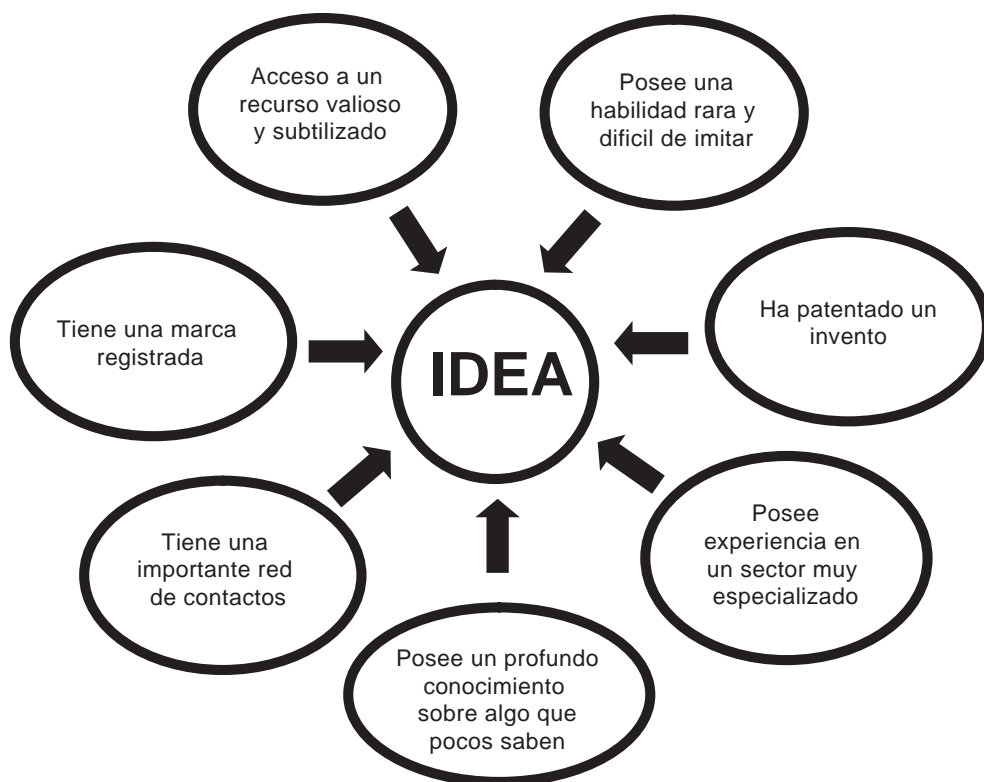 Acceso a un
recurso valioso
y subtilizado
Posee una
habilidad rara y
dificil de imitar
Tiene una marca
registrada
IDEA
Ha patentado un
invento
Tiene una
importante red
de contactos
Posee
experiencia en
un sector muy
especializado
Posee un profundo
conocimiento
sobre algo que
pocos saben